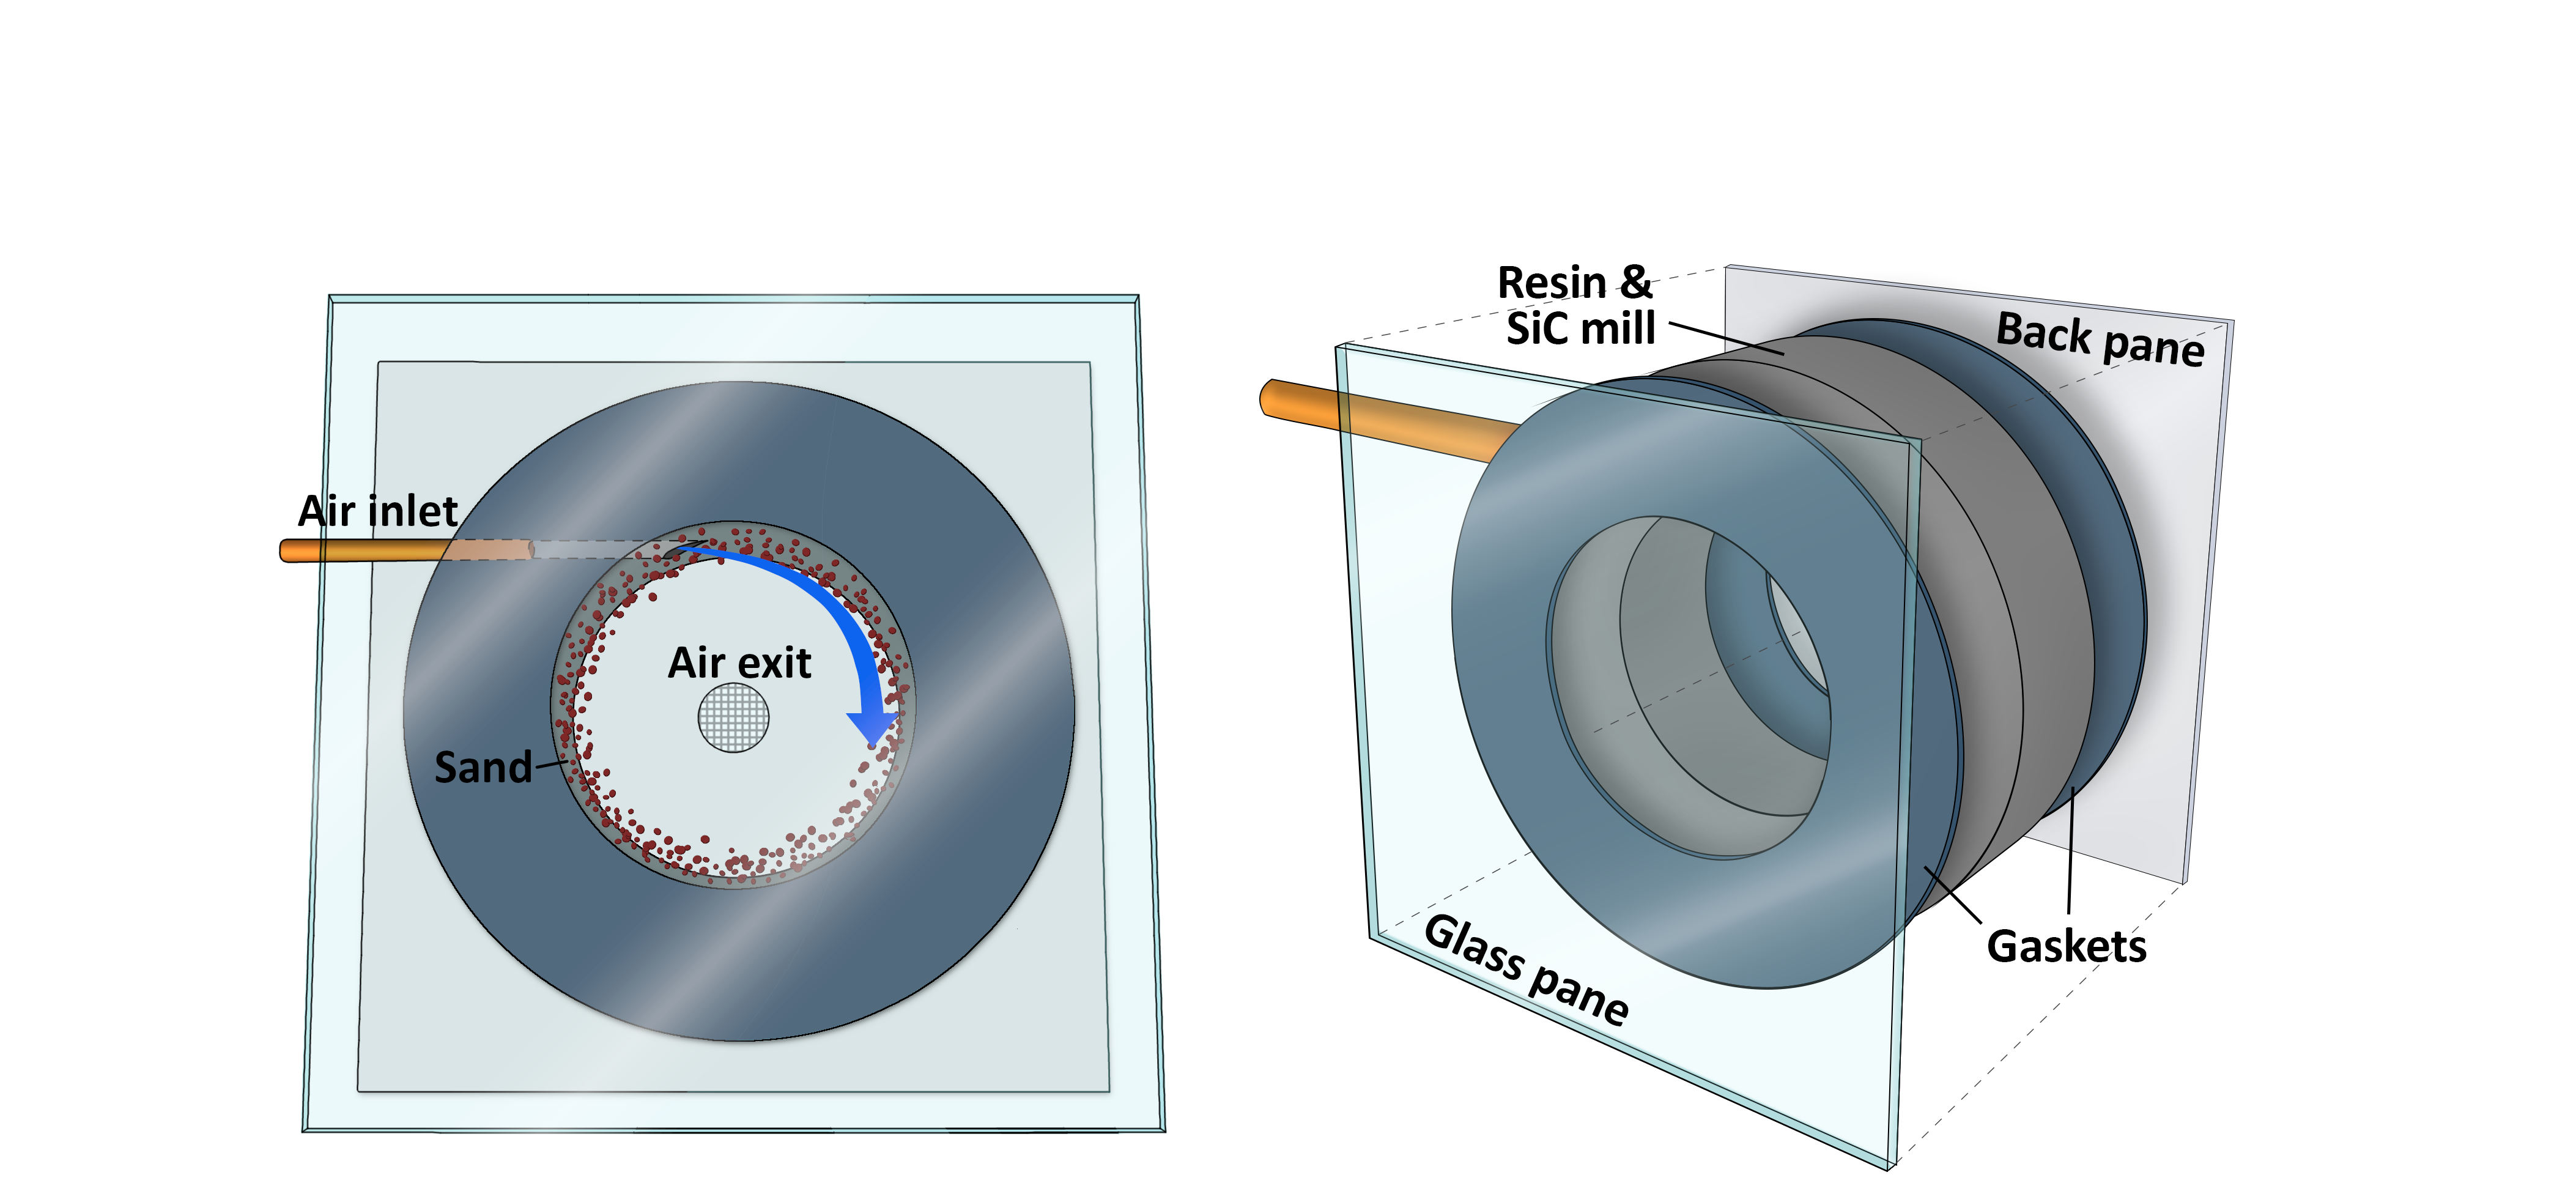 Air inlet
Air exit
Sand
Resin &
SiC mill
Back pane
Glass pane
Gaskets